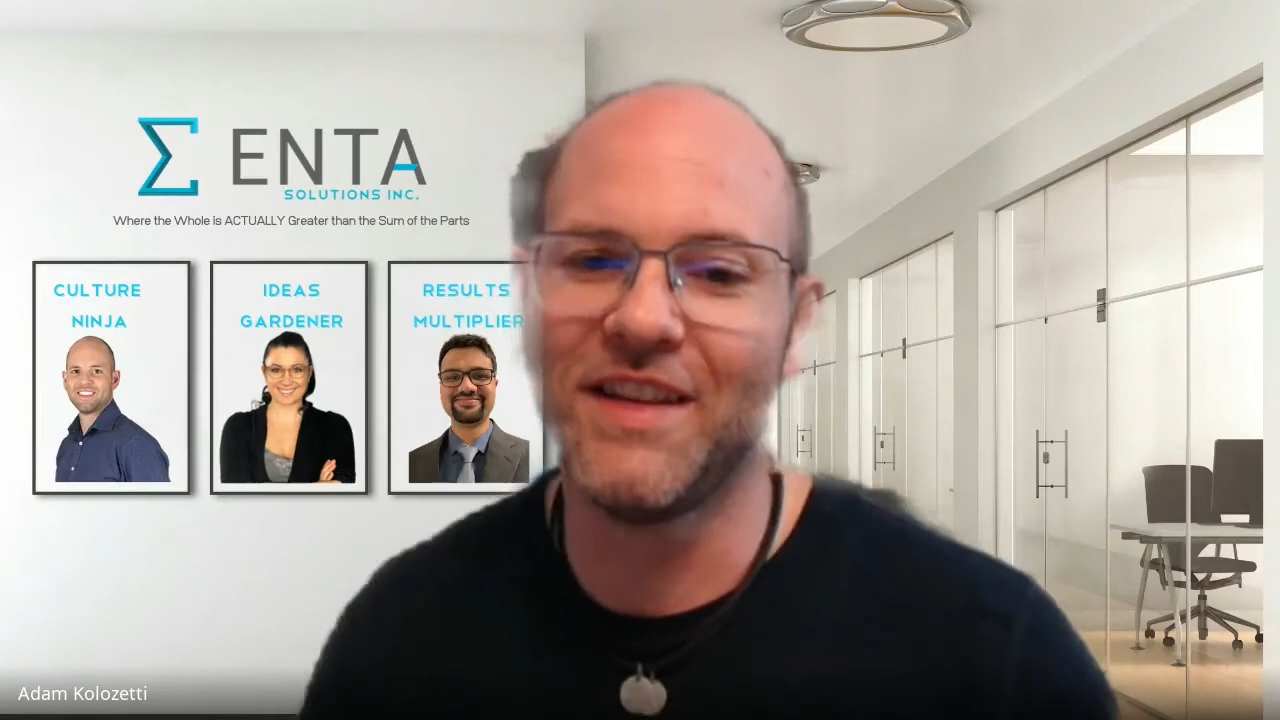 Σ ENTA
SOLUTIONS INC.
Where the Whole is ACTUALLY Greater than the Sum of the Parts
CULTURE
NINJA
IDEAS
GARDENER
RESULTS
MULTIPLIER
Adam Kolozetti